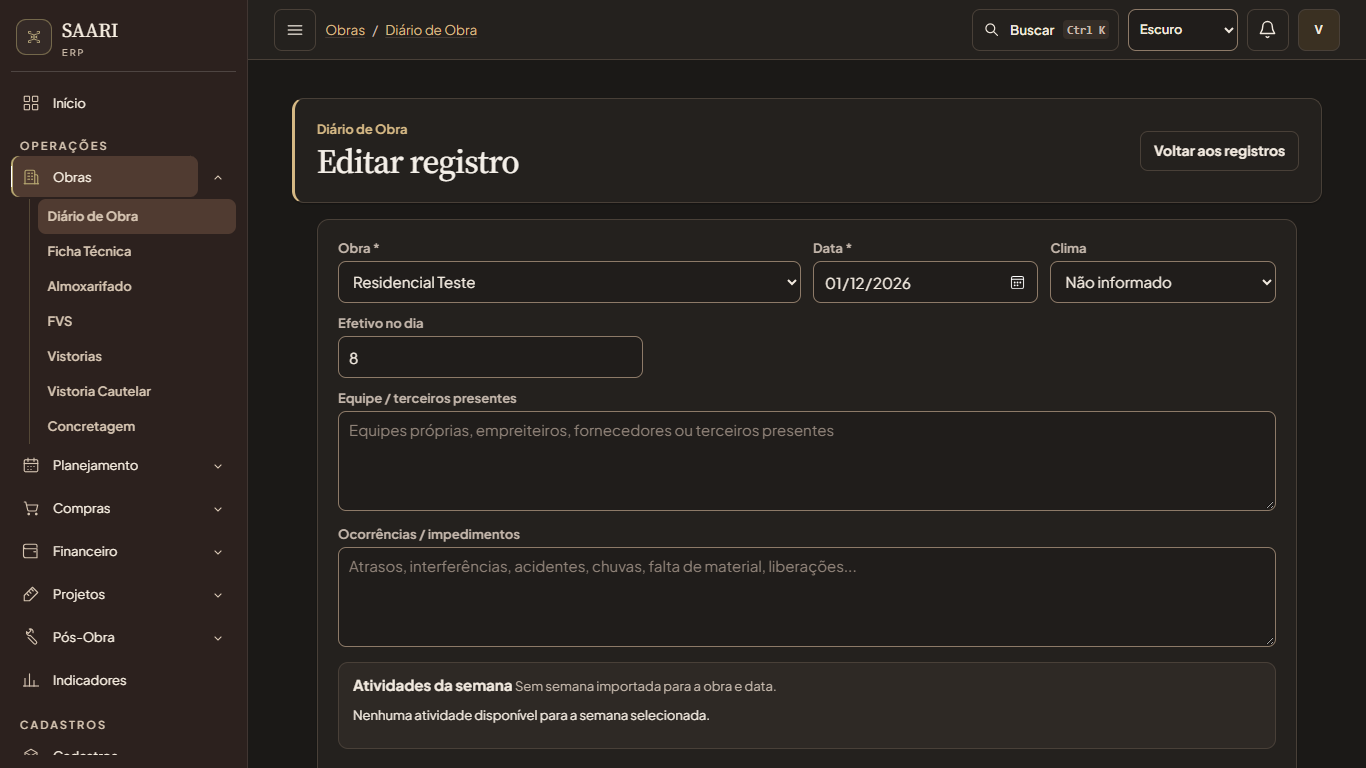 SAARI
ERP
Início
OPERAÇÕES
Obras
Diário de Obra
Ficha Técnica
Almoxarifado
FVS
Vistorias
Vistoria Cautelar
Concretagem
Planejamento
Compras
Financeiro
Projetos
Pós-Obra
Indicadores
CADASTROS
Cadastros
Obras / Diário de Obra
Buscar Ctrl K
Escuro
V
Diário de Obra
Editar registro
Voltar aos registros
Obra * Data * Clima
Residencial Teste 01/12/2026 Não informado
Efetivo no dia
8
Equipe / terceiros presentes
Equipes próprias, empreiteiros, fornecedores ou terceiros presentes
Ocorrências / impedimentos
Atrasos, interferências, acidentes, chuvas, falta de material, liberações...
Atividades da semana Sem semana importada para a obra e data.
Nenhuma atividade disponível para a semana selecionada.